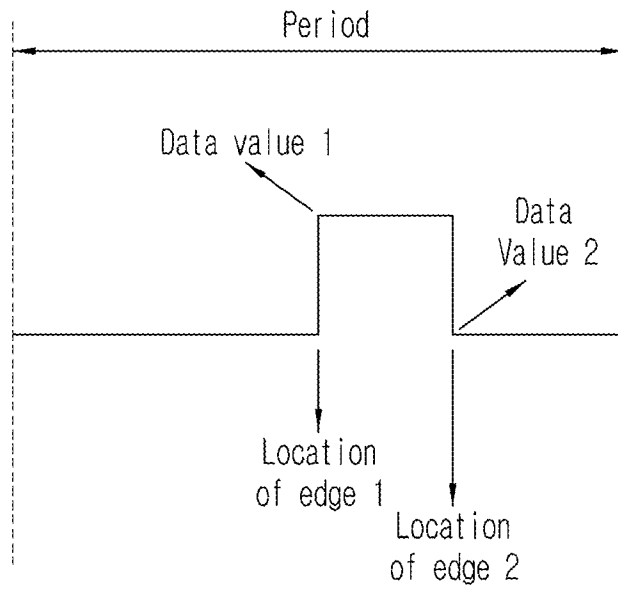 Period
Data value 1
Data
Value 2
Location
of edge 1
Location
of edge 2